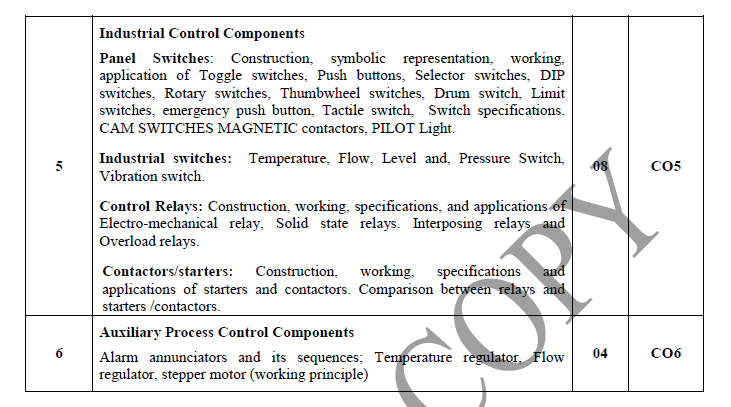 Industrial Control Components
Panel Switches: Construction, symbolic representation, working,
application of Toggle switches, Push buttons, Selector switches, DIP
switches, Rotary switches, Thumbwheel switches, Drum switch, Limit
switches, emergency push button, Tactile switch, Switch specifications.
CAM SWITCHES MAGNETIC contactors, PILOT Light.
5
Industrial switches: Temperature, Flow, Level and, Pressure Switch,
Vibration switch.
08
CO5
Control Relays: Construction, working, specifications, and applications of
Electro-mechanical relay, Solid state relays. Interposing relays and
Overload relays.
Contactors/starters: Construction, working, specifications and
applications of starters and contactors. Comparison between relays and
starters /contactors.
6
Auxiliary Process Control Components
Alarm annunciators and its sequences; Temperature regulator, Flow
regulator, stepper motor (working principle)
04
CO6
COPY